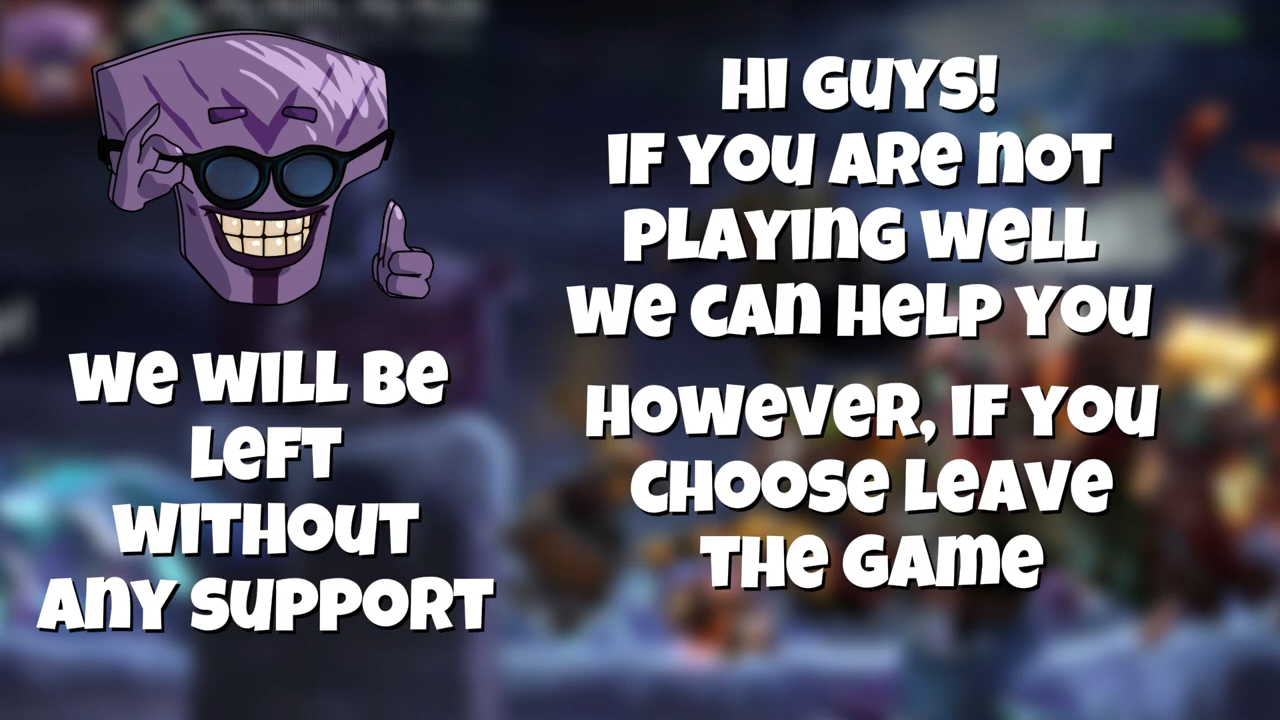 HI GUYS!
IF YOU ARE NOT
PLAYING WELL
WE CAN HELP YOU
HOWEVER, IF YOU
CHOOSE LEAVE
THE GAME
WE WILL BE
LEFT
WITHOUT
ANY SUPPORT